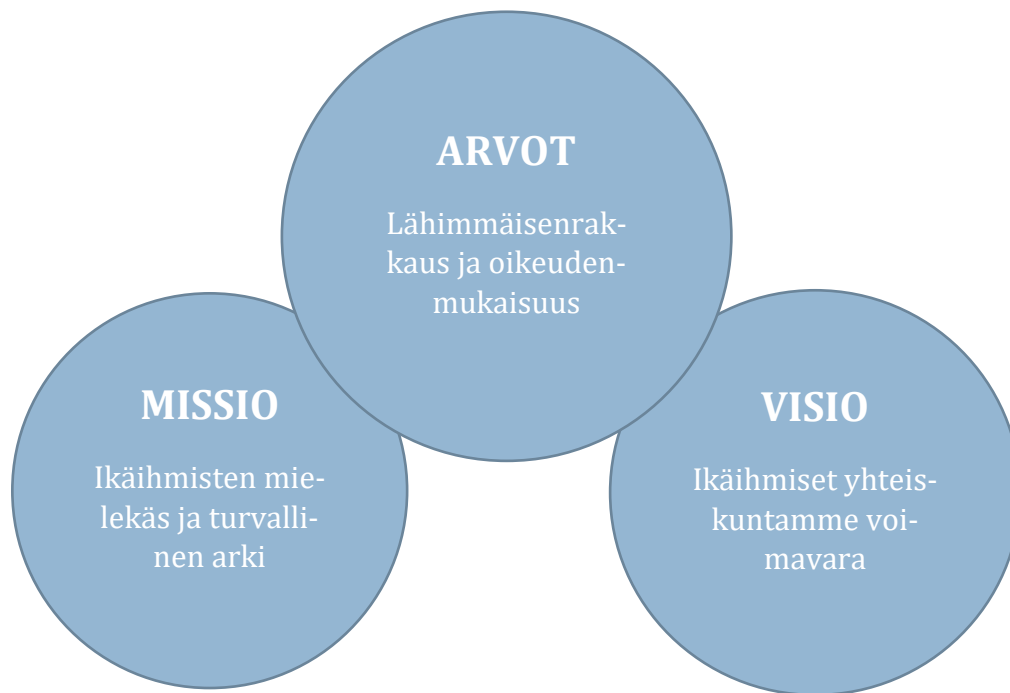 ARVOT
Lähimmäisenrak-
kaus ja oikeuden-
mukaisuus
MISSIO
Ikäihmisten mie-
lekäs ja turvalli-
nen arki
VISIO
Ikäihmiset yhteis-
kuntamme voi-
mavara